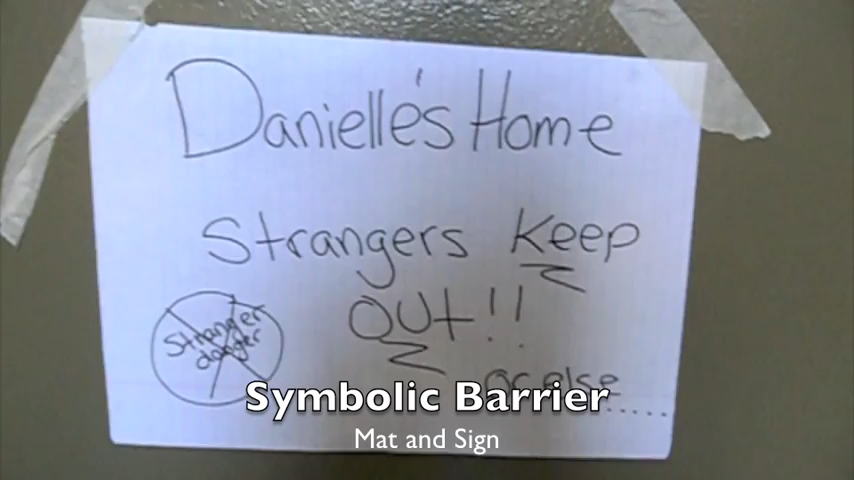 Danielle's Home
Strangers Keep
OUt!!
Stranger
danger
or else......
Symbolic Barrier
Mat and Sign